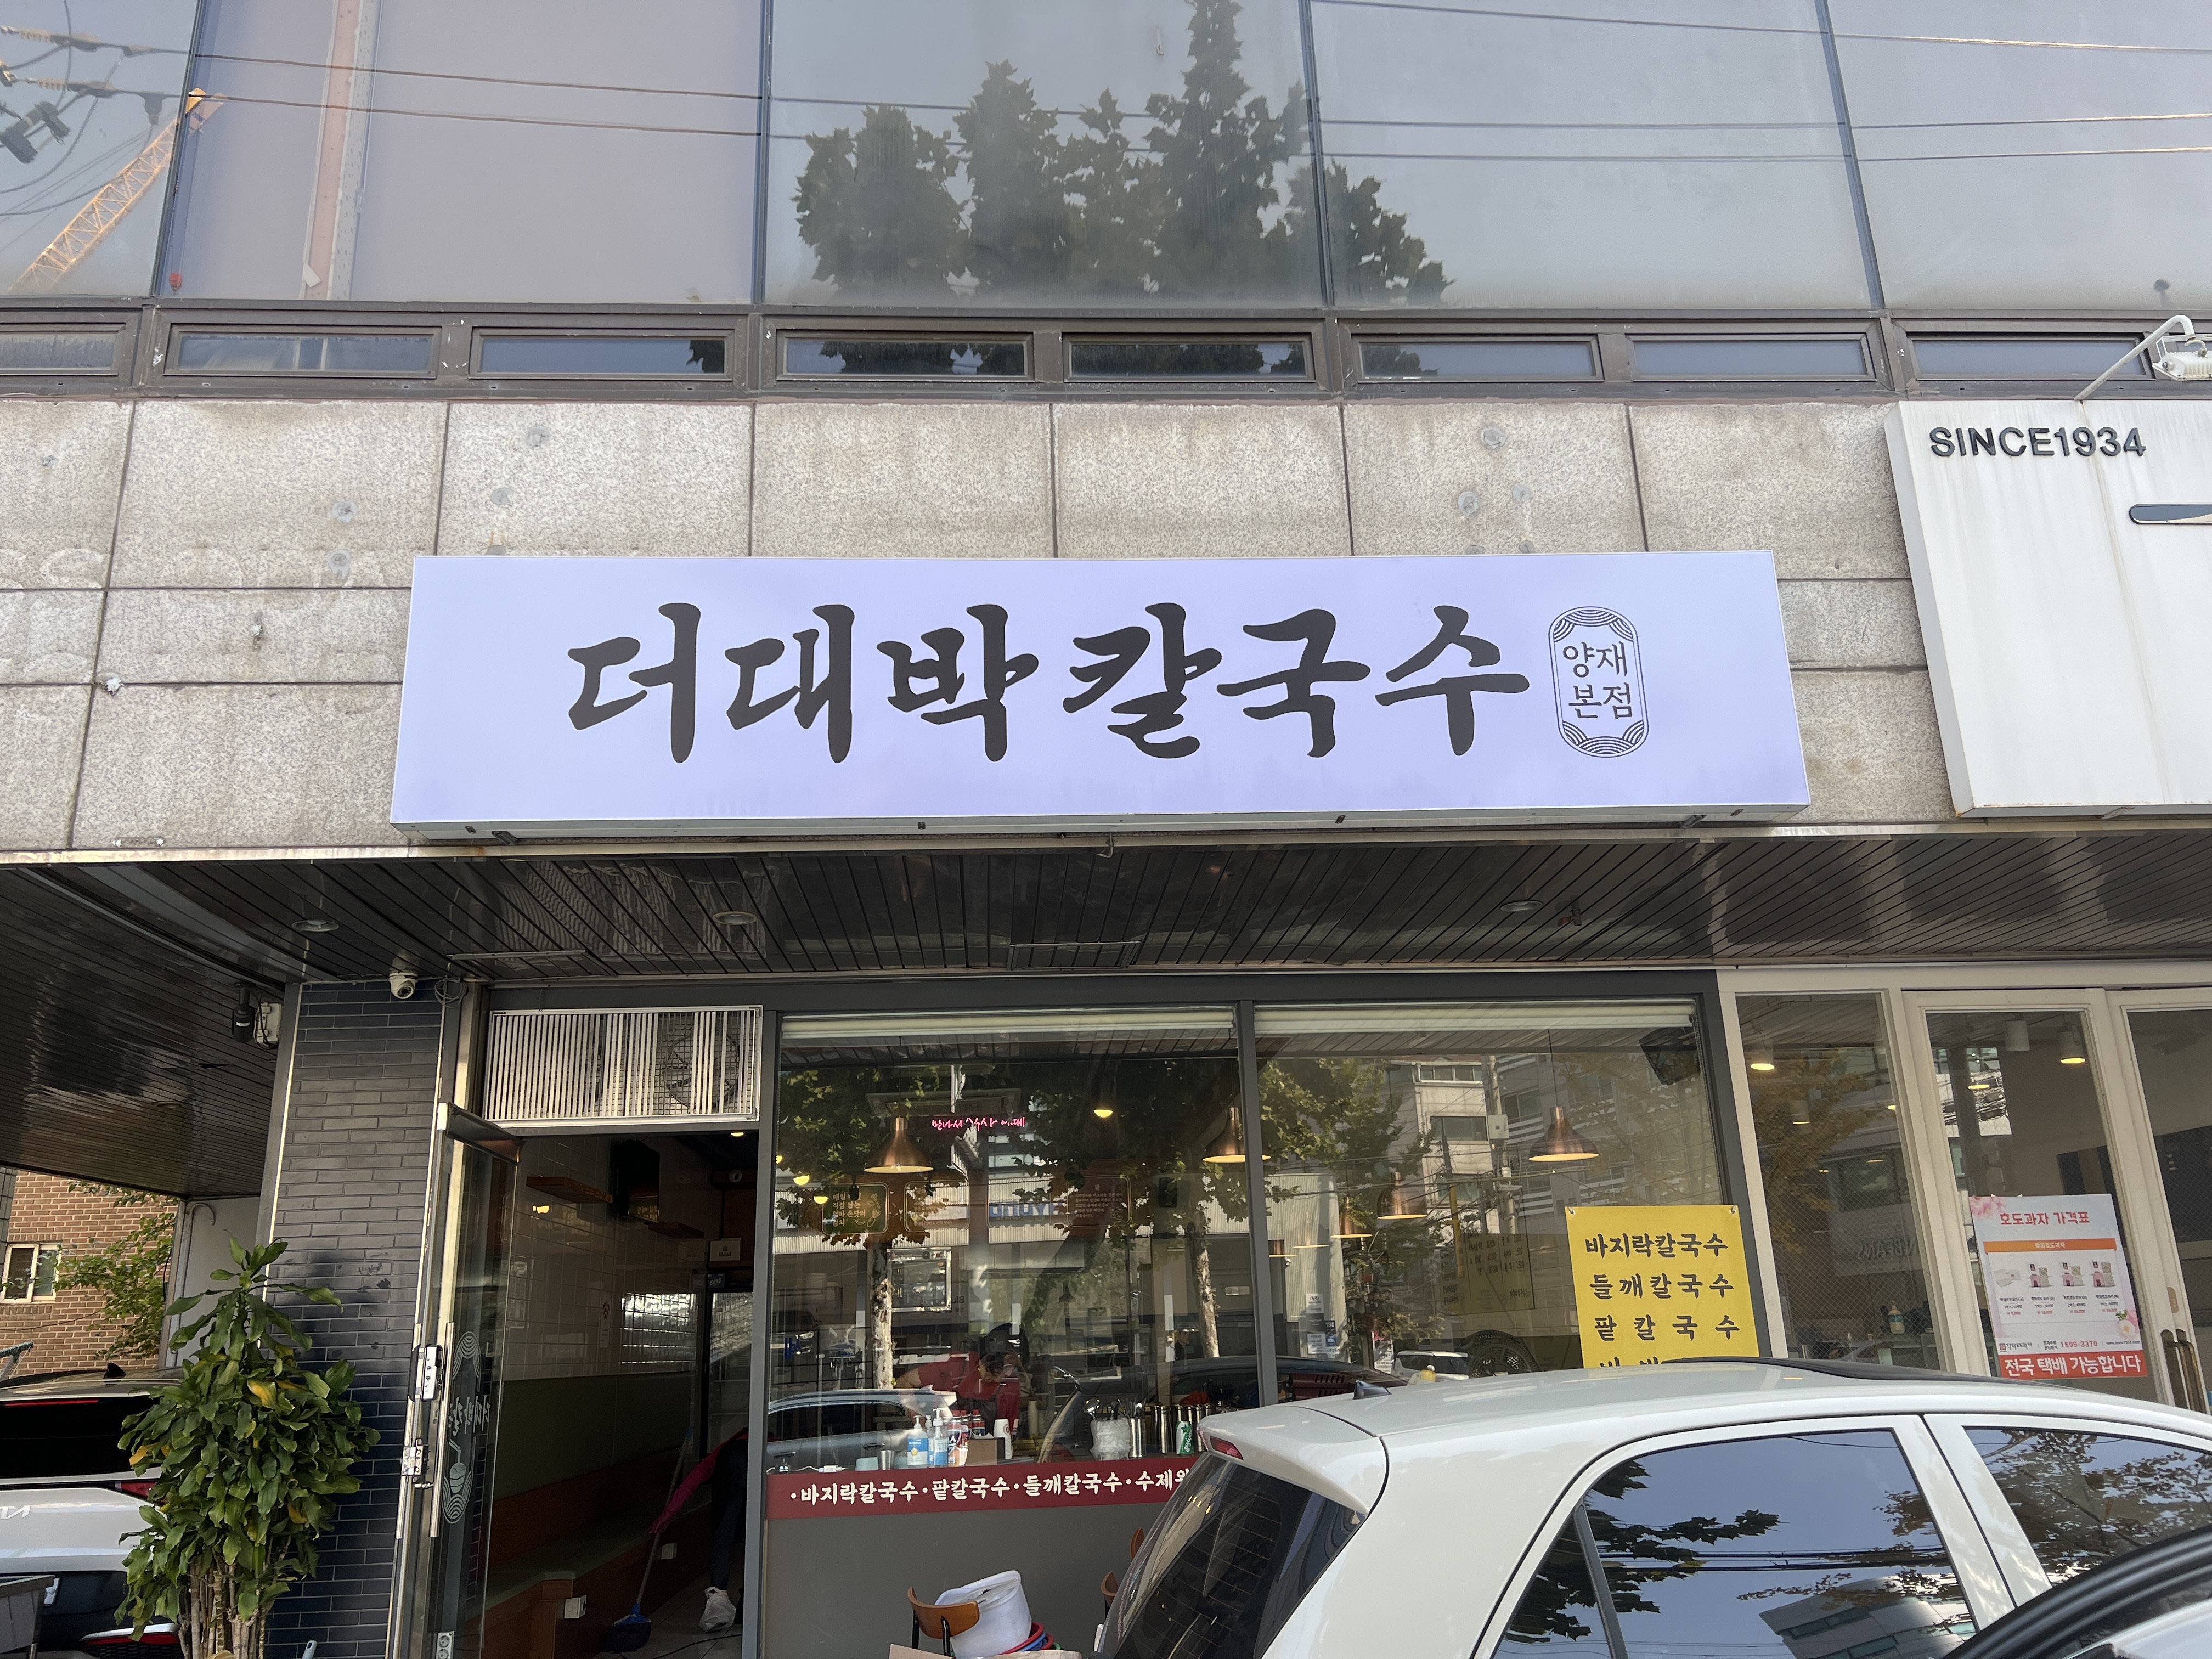 SINCE1934
더대박칼국수
양재
본점
바지락칼국수
들깨칼국수
팥칼국수
호도과자 가격표
1599-3370
전국 택배 가능합니다
·바지락칼국수·팥칼국수·들깨칼국수·수제